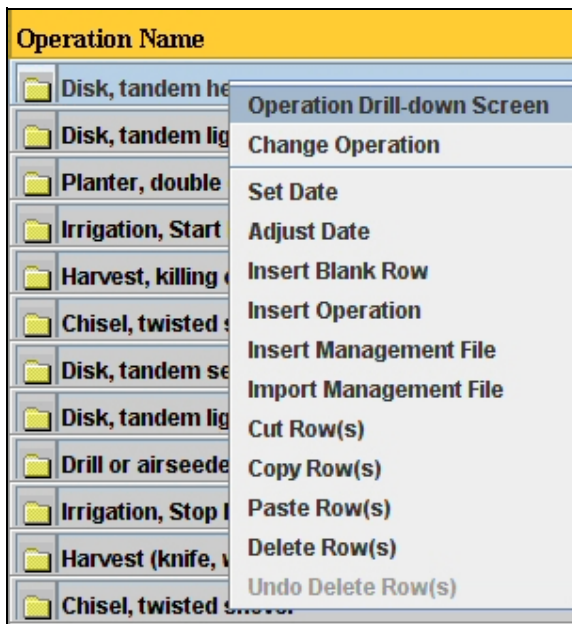 Operation Name
Disk, tandem he
Disk, tandem lig
Planter, double
Irrigation, Start
Harvest, killing
Chisel, twisted
Disk, tandem se
Disk, tandem lig
Drill or airseede
Irrigation, Stop
Harvest (knife,
Chisel, twisted shovel
Operation Drill-down Screen
Change Operation
Set Date
Adjust Date
Insert Blank Row
Insert Operation
Insert Management File
Import Management File
Cut Row(s)
Copy Row(s)
Paste Row(s)
Delete Row(s)
Undo Delete Row(s)